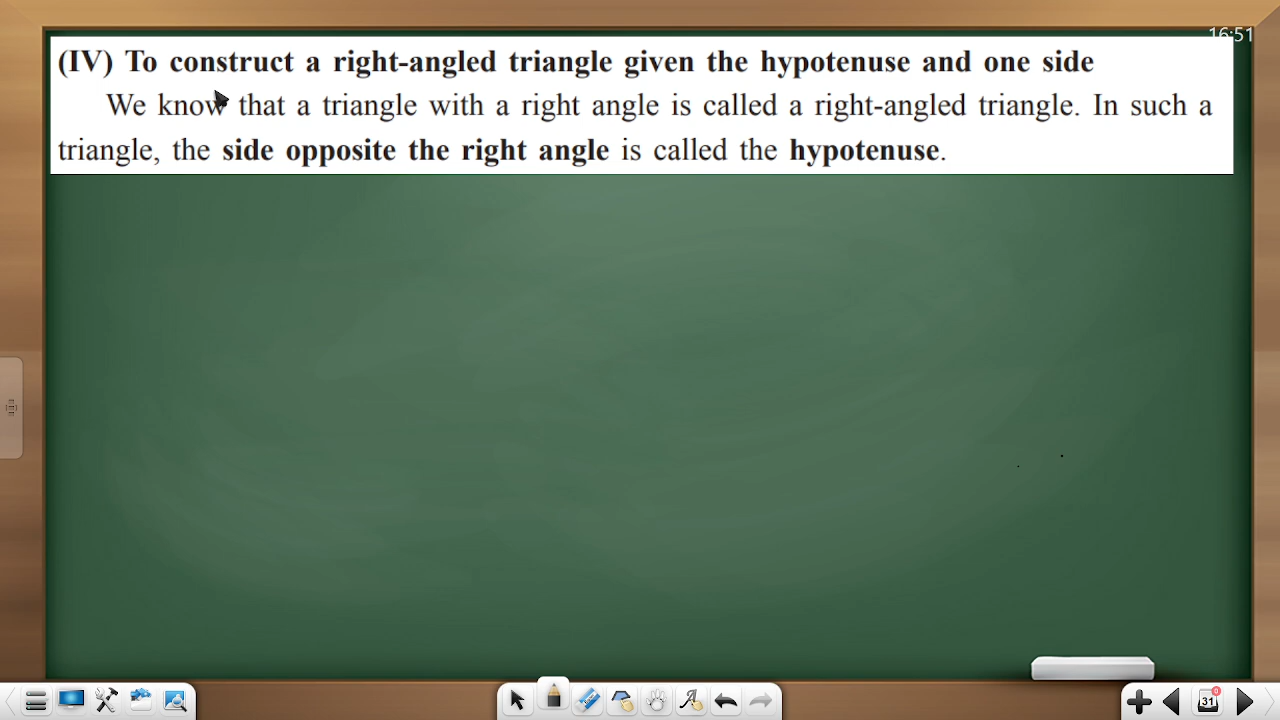 16:51
(IV) To construct a right-angled triangle given the hypotenuse and one side
We know that a triangle with a right angle is called a right-angled triangle. In such a
triangle, the side opposite the right angle is called the hypotenuse.
31
0